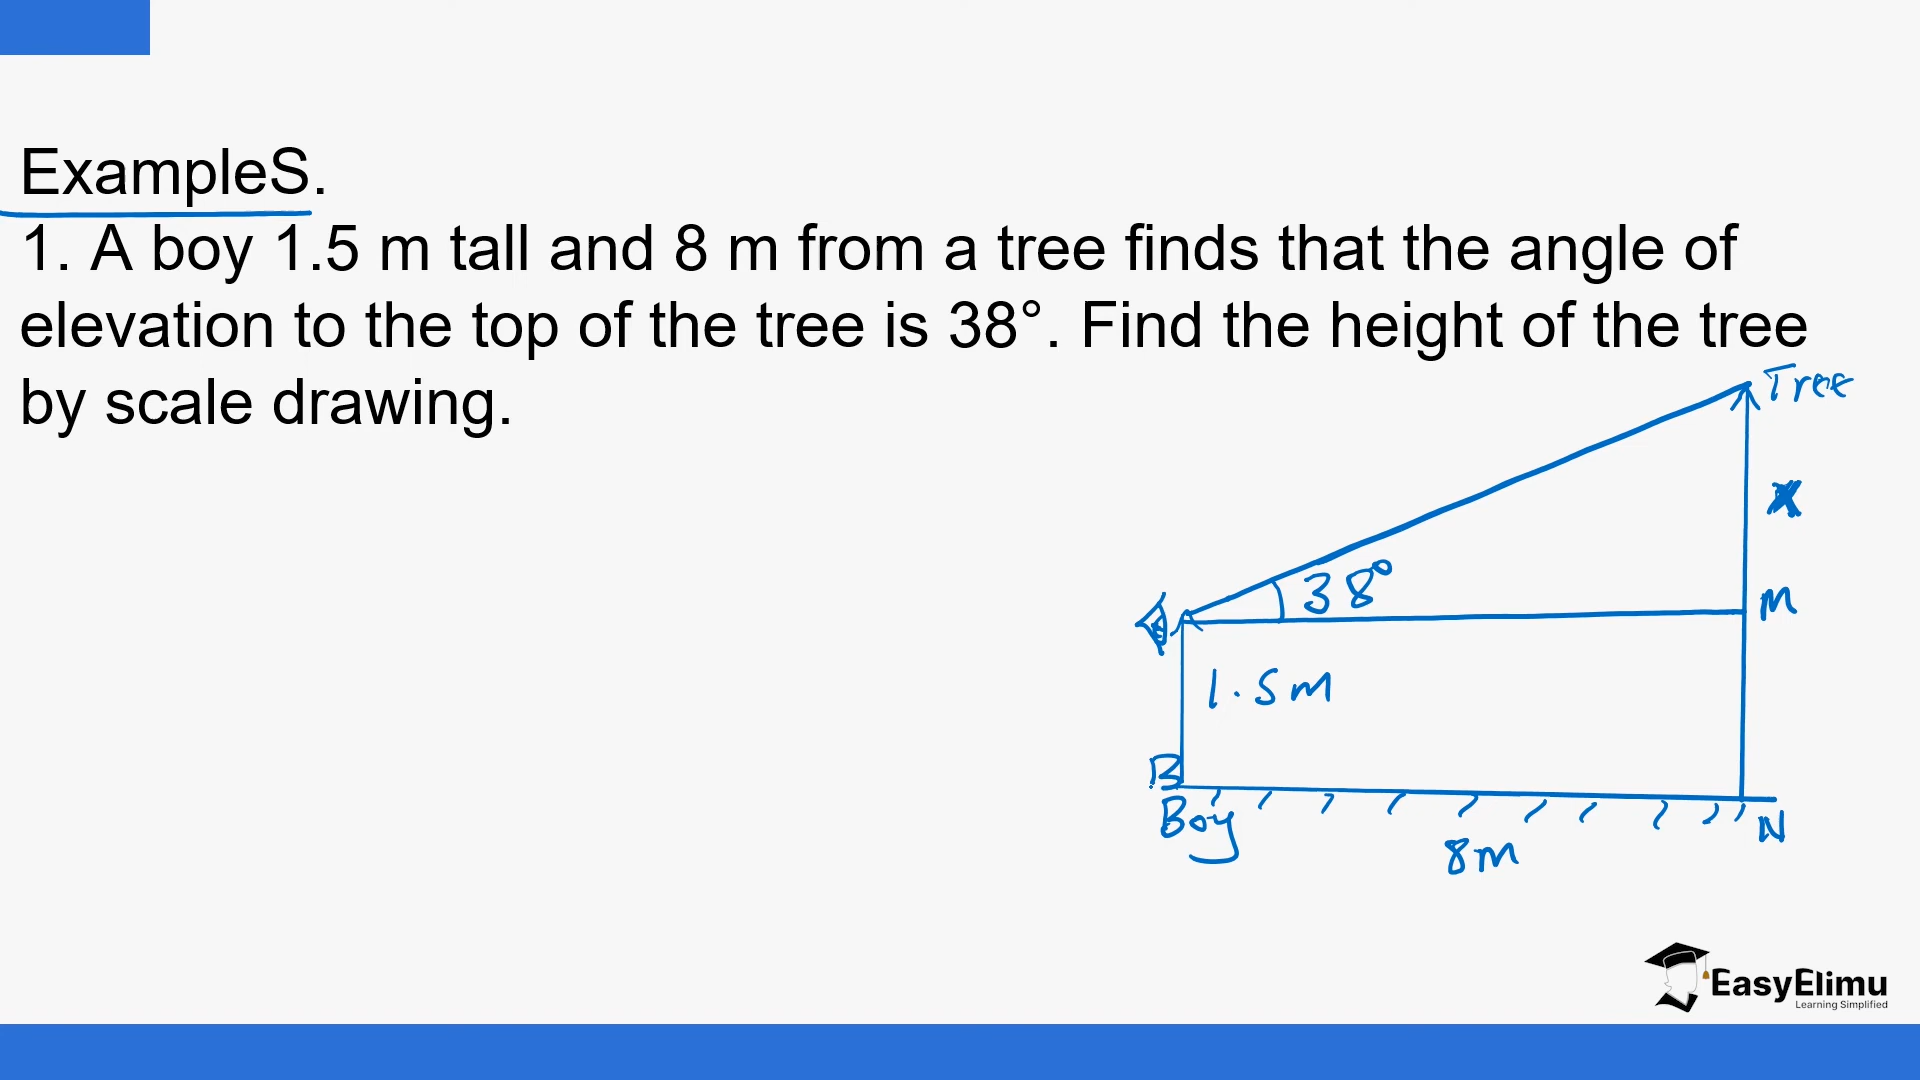 ExampleS.
1. A boy 1.5 m tall and 8 m from a tree finds that the angle of
elevation to the top of the tree is 38°. Find the height of the tree
by scale drawing.
Tree
x
38°
M
1.5m
B
Boy
N
8m
EasyElimu
Learning Simplified